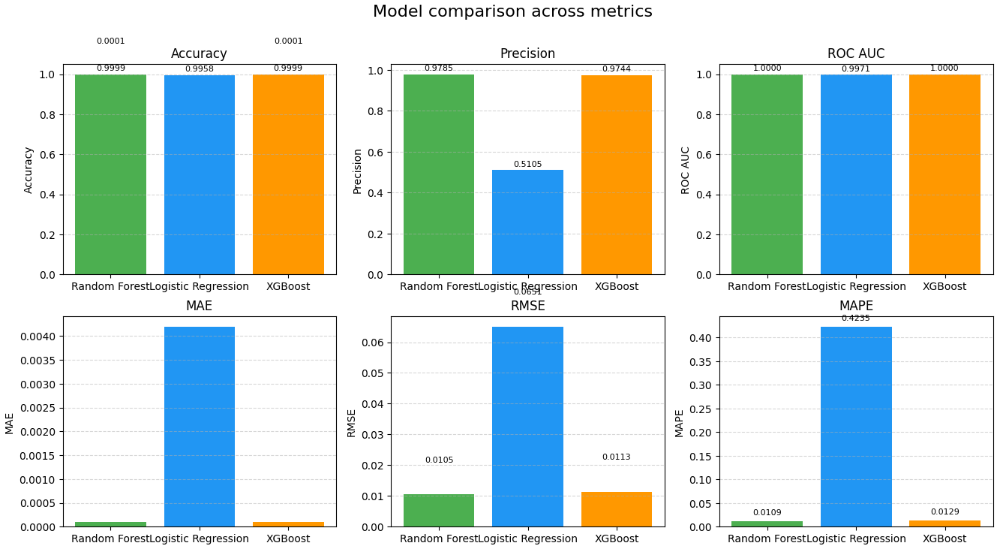 Model comparison across metrics
0.0001 0.0001
Accuracy Precision ROC AUC
0.9999 0.9958 0.9999 0.9785 0.5105 0.9744 1.0000 0.9971 1.0000
Accuracy
1.0
0.8
0.6
0.4
0.2
0.0
Random Forest Logistic Regression XGBoost
Precision
1.0
0.8
0.6
0.4
0.2
0.0
Random Forest Logistic Regression XGBoost
ROC AUC
1.0
0.8
0.6
0.4
0.2
0.0
Random Forest Logistic Regression XGBoost
MAE
MAE
0.0040
0.0035
0.0030
0.0025
0.0020
0.0015
0.0010
0.0005
0.0000
Random Forest Logistic Regression XGBoost
0.0651
RMSE
RMSE
0.06
0.05
0.04
0.03
0.02
0.01
0.00
0.0105 0.0113
Random Forest Logistic Regression XGBoost
MAPE
0.4235
MAPE
0.40
0.35
0.30
0.25
0.20
0.15
0.10
0.05
0.00
0.0109 0.0129
Random Forest Logistic Regression XGBoost